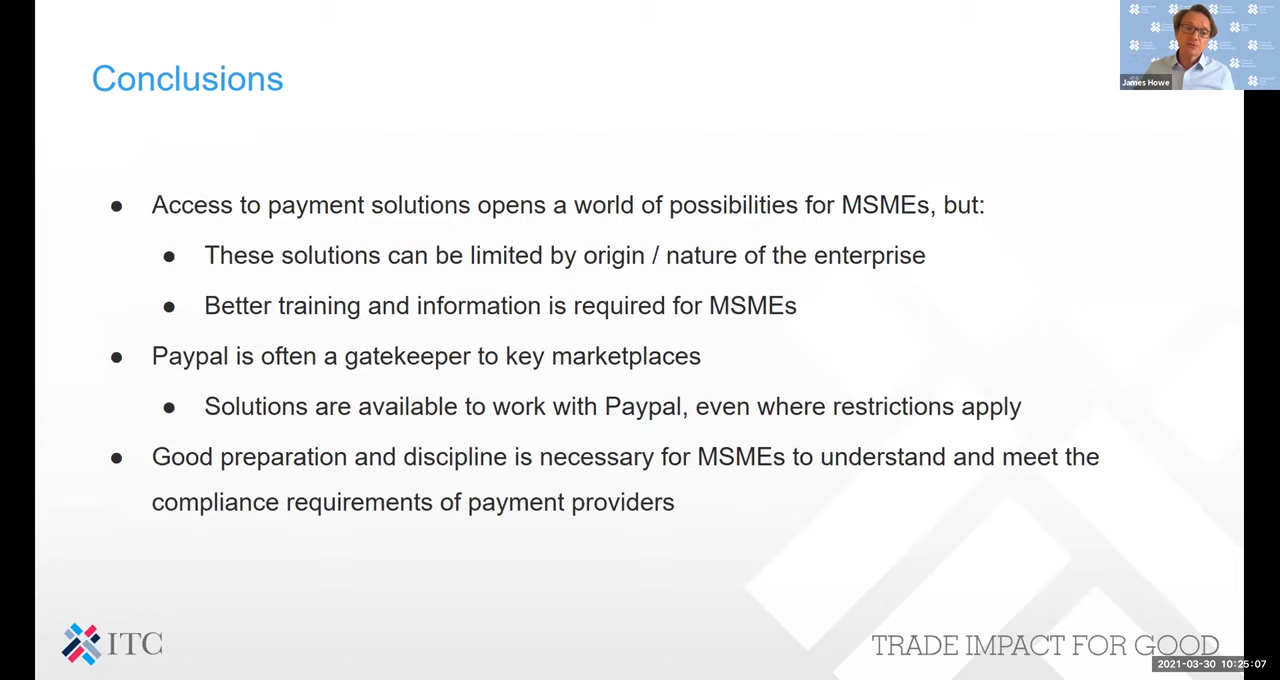 Conclusions
James Howe
● Access to payment solutions opens a world of possibilities for MSMEs, but:
● These solutions can be limited by origin / nature of the enterprise
● Better training and information is required for MSMEs
● Paypal is often a gatekeeper to key marketplaces
● Solutions are available to work with Paypal, even where restrictions apply
● Good preparation and discipline is necessary for MSMEs to understand and meet the
compliance requirements of payment providers
ITC
TRADE IMPACT FOR GOOD
2021-03-30 10:25:07